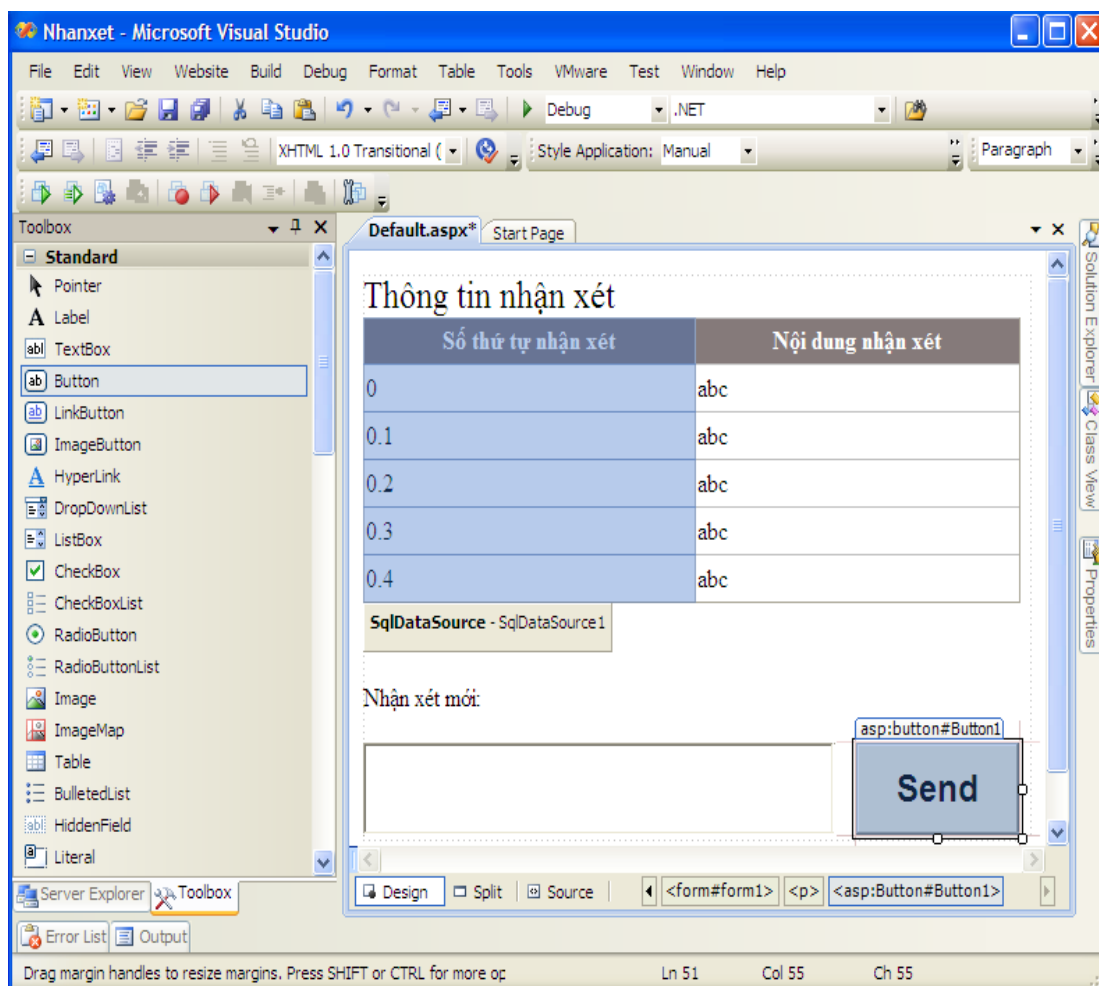 Nhanxet - Microsoft Visual Studio
File Edit View Website Build Debug Format Table Tools VMware Test Window Help
Debug .NET
XHTML 1.0 Transitional ( Style Application: Manual Paragraph
Toolbox
Default.aspx* Start Page
Standard
Pointer
A Label
abl TextBox
ab Button
ab LinkButton
ImageButton
A HyperLink
DropDownList
ListBox
CheckBox
CheckBoxList
RadioButton
RadioButtonList
Image
ImageMap
Table
BulletedList
abl HiddenField
Literal
Server Explorer Toolbox
Thông tin nhận xét
Số thứ tự nhận xét Nội dung nhận xét
0 abc
0.1 abc
0.2 abc
0.3 abc
0.4 abc
SqlDataSource - SqlDataSource1
Nhận xét mới:
asp:button#Button1
Send
Design Split Source <form#form1> <p> <asp:Button#Button1>
Solution Explorer
Class View
Properties
Error List Output
Drag margin handles to resize margins. Press SHIFT or CTRL for more op Ln 51 Col 55 Ch 55